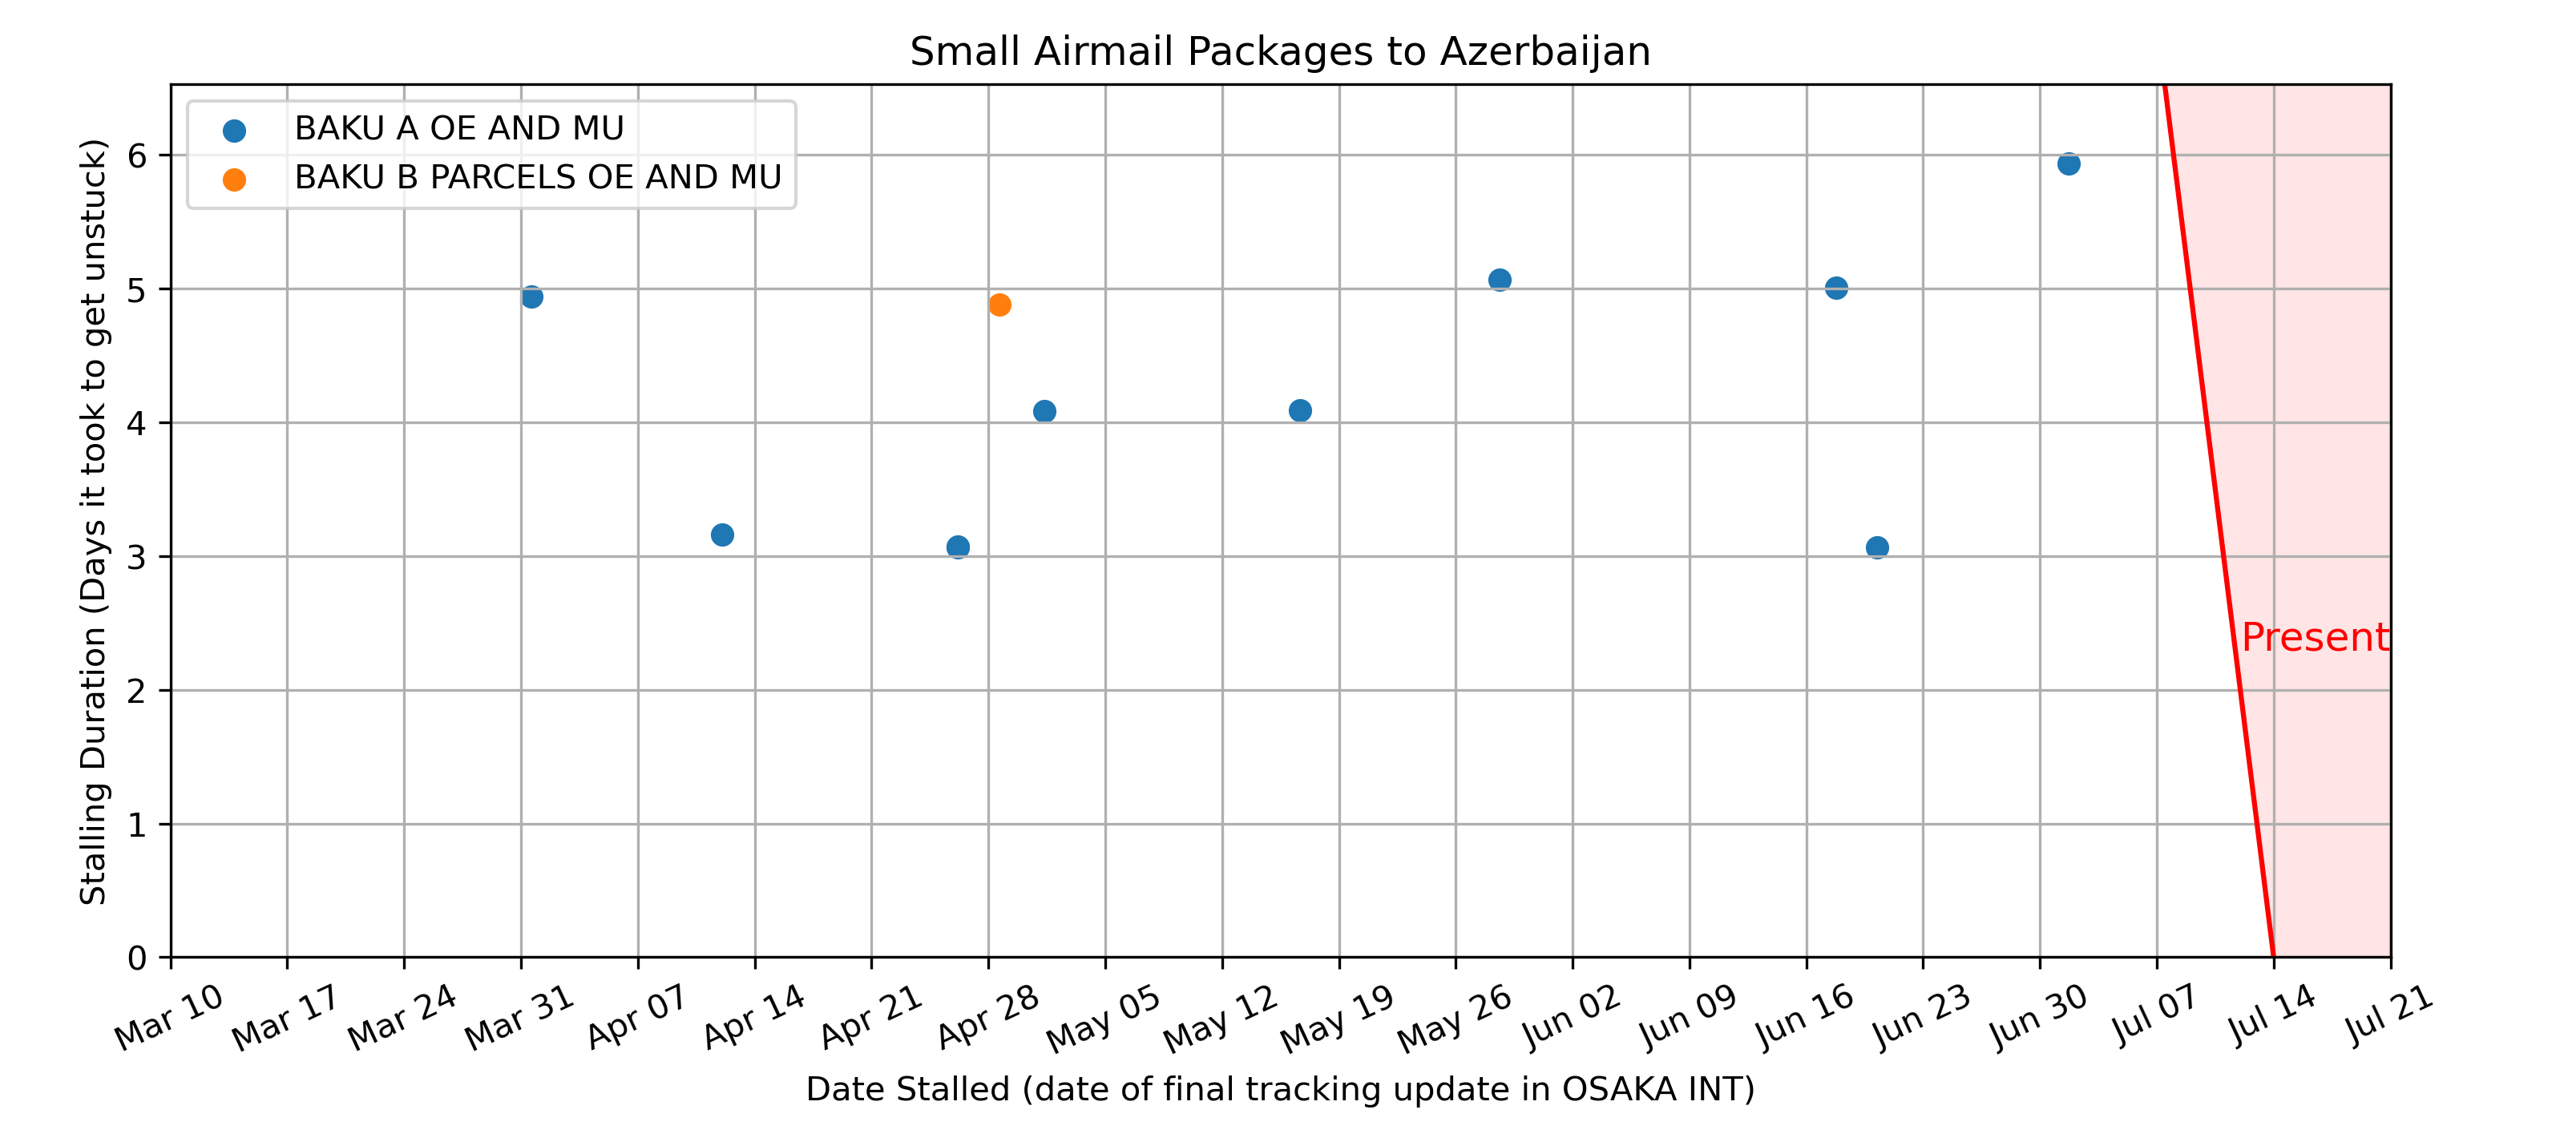 Small Airmail Packages to Azerbaijan
BAKU A OE AND MU
BAKU B PARCELS OE AND MU
Stalling Duration (Days it took to get unstuck)
6
5
4
3
2
1
0
Present
Mar 10
Mar 17
Mar 24
Mar 31
Apr 07
Apr 14
Apr 21
Apr 28
May 05
May 12
May 19
May 26
Jun 02
Jun 09
Jun 16
Jun 23
Jun 30
Jul 07
Jul 14
Jul 21
Date Stalled (date of final tracking update in OSAKA INT)